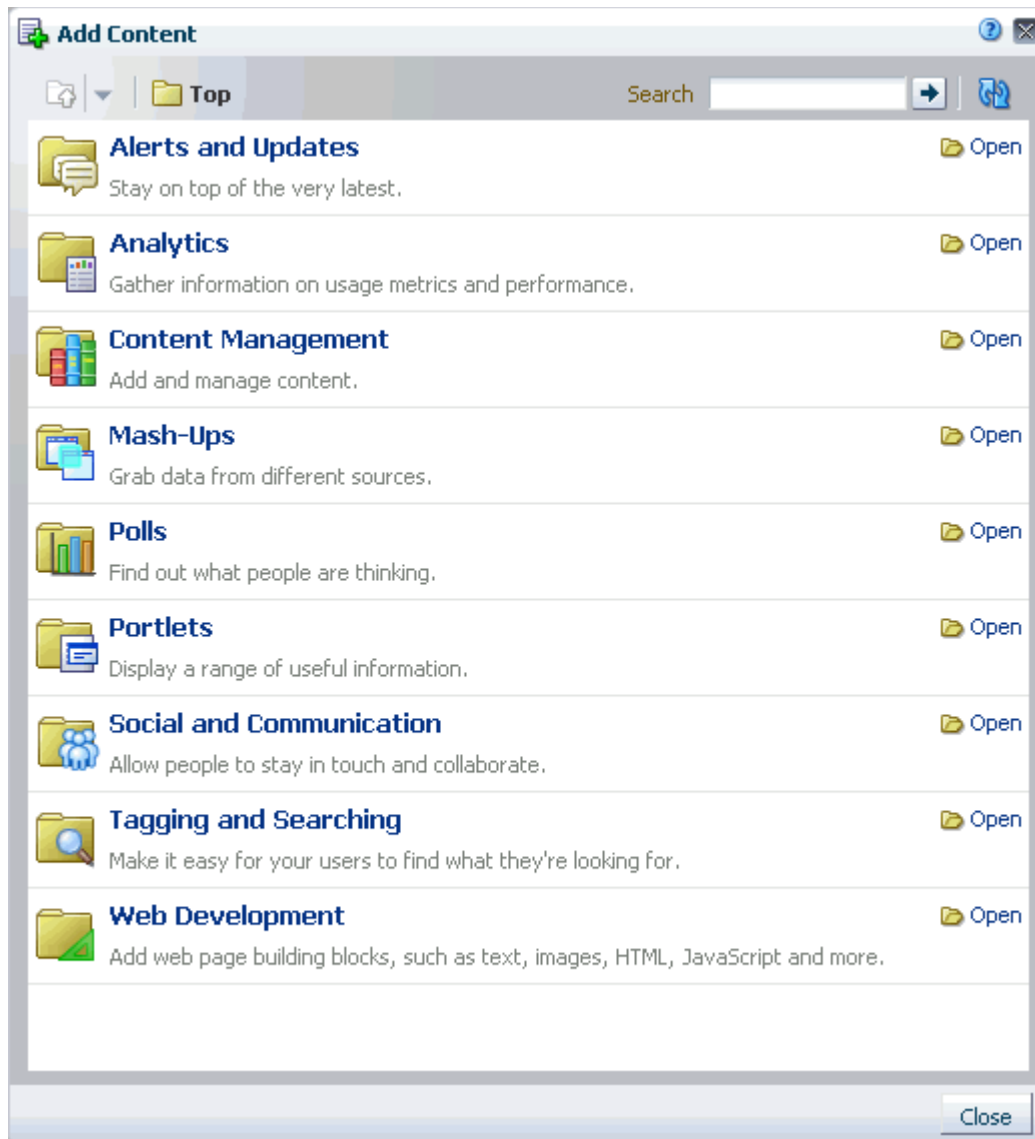 Add Content
Top Search
Alerts and Updates Open
Stay on top of the very latest.
Analytics Open
Gather information on usage metrics and performance.
Content Management Open
Add and manage content.
Mash-Ups Open
Grab data from different sources.
Polls Open
Find out what people are thinking.
Portlets Open
Display a range of useful information.
Social and Communication Open
Allow people to stay in touch and collaborate.
Tagging and Searching Open
Make it easy for your users to find what they're looking for.
Web Development Open
Add web page building blocks, such as text, images, HTML, JavaScript and more.
Close